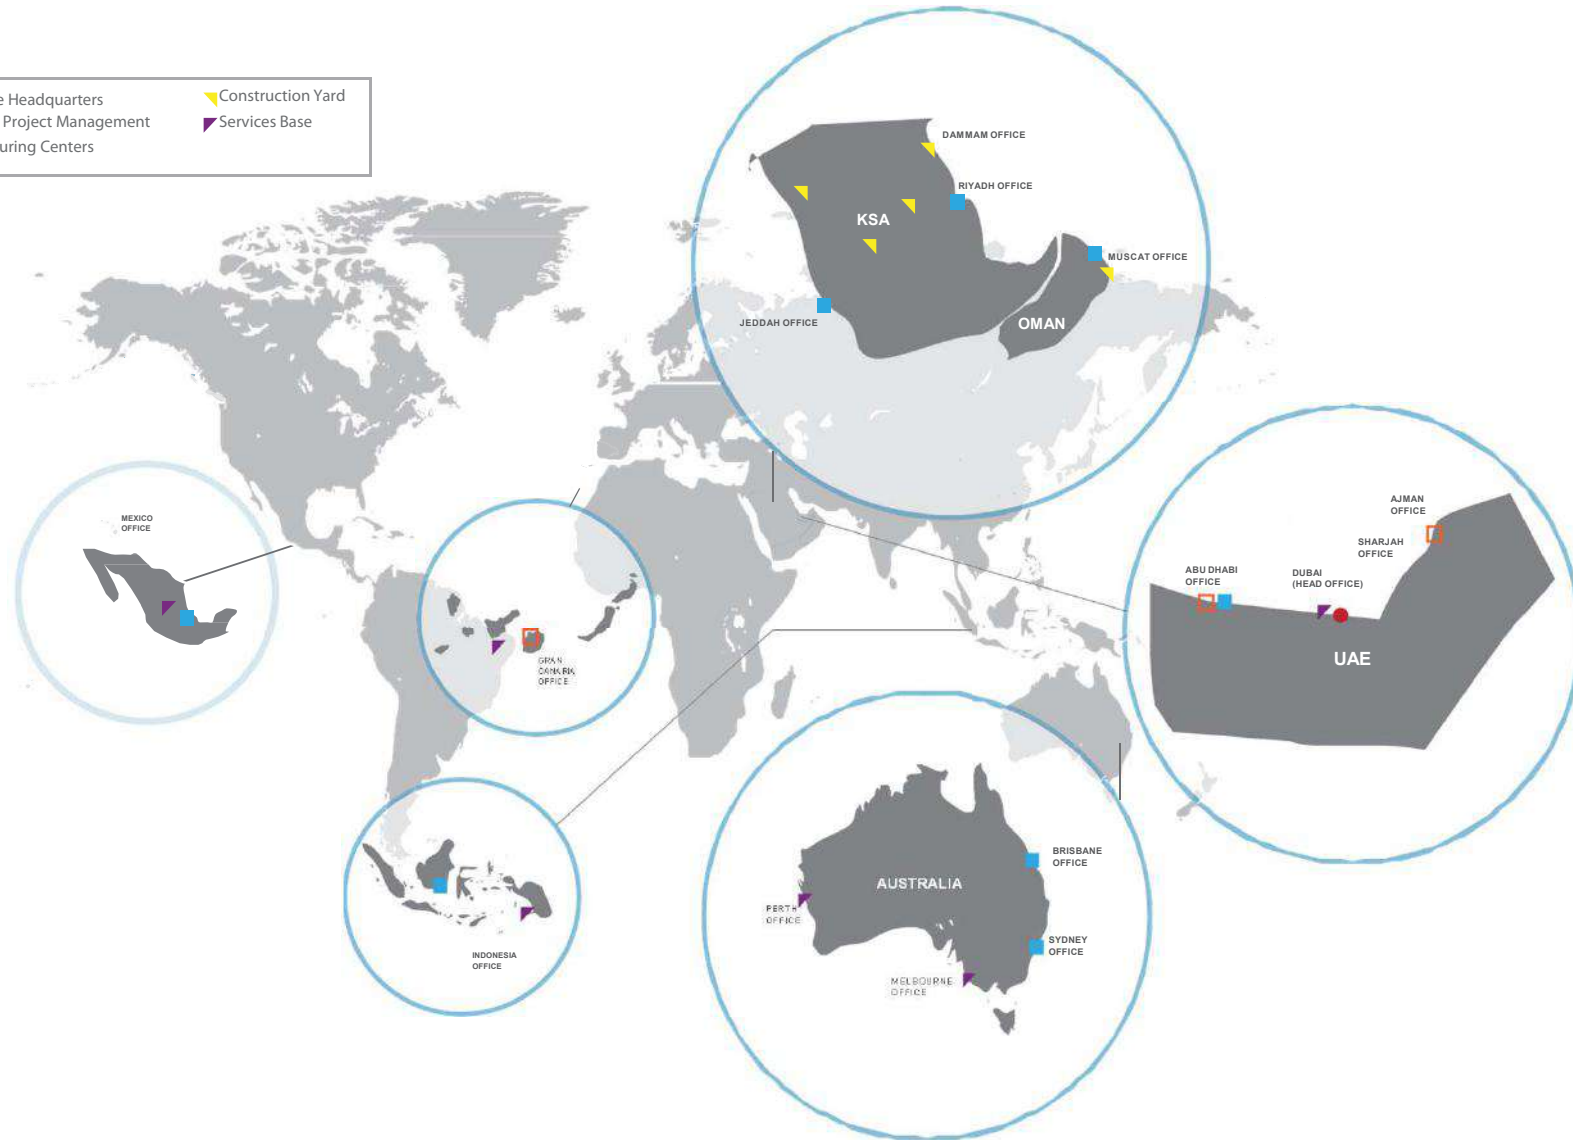 e Headquarters
Project Management
uring Centers
Construction Yard
Services Base
DAMMAM OFFICE
RIYADH OFFICE
KSA
MUSCAT OFFICE
JEDDAH OFFICE
OMAN
MEXICO
OFFICE
AJMAN
OFFICE
SHARJAH
OFFICE
ABU DHABI
OFFICE
DUBAI
(HEAD OFFICE)
UAE
GRAN
CANARIA
OFFICE
BRISBANE
OFFICE
AUSTRALIA
PERTH
OFFICE
SYDNEY
OFFICE
MELBOURNE
OFFICE
INDONESIA
OFFICE